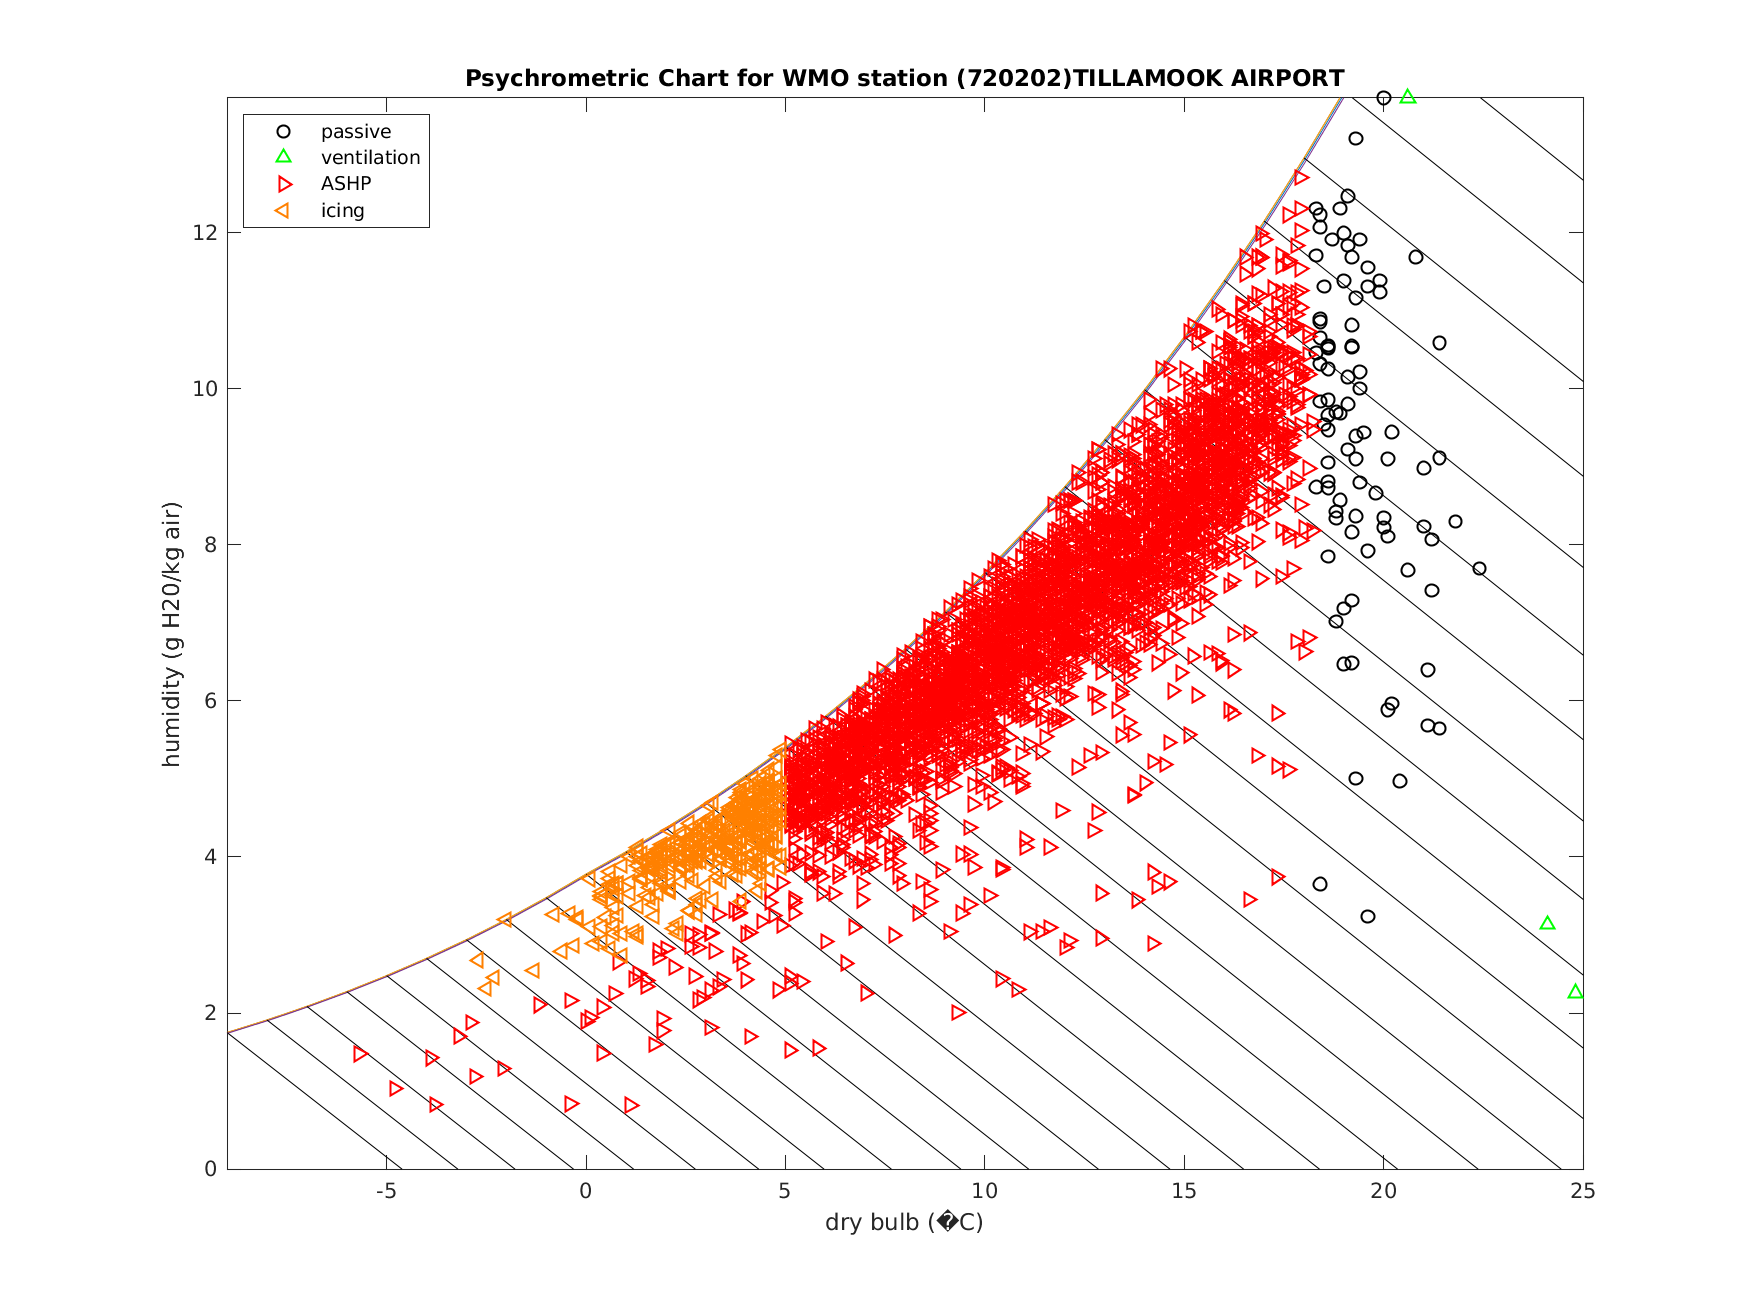 Psychrometric Chart for WMO station (720202)TILLAMOOK AIRPORT
passive
ventilation
ASHP
icing
humidity (g H20/kg air)
12
10
8
6
4
2
0
-5
0
5
10
15
20
25
dry bulb (�C)